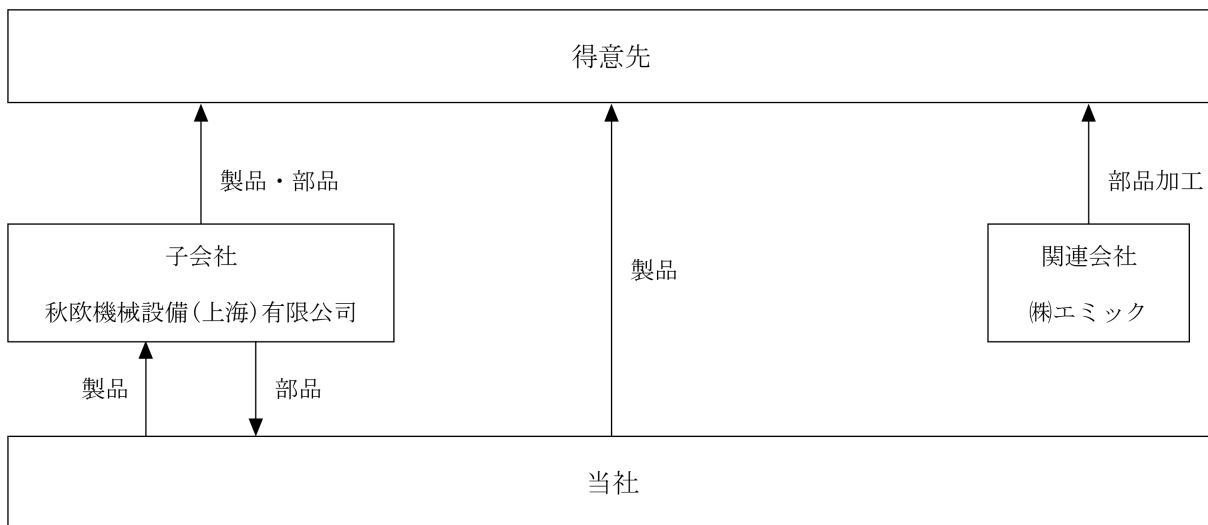 得意先
製品・部品
部品加工
子会社
秋欧機械設備(上海)有限公司
製品
関連会社
㈱エミック
製品
部品
当社